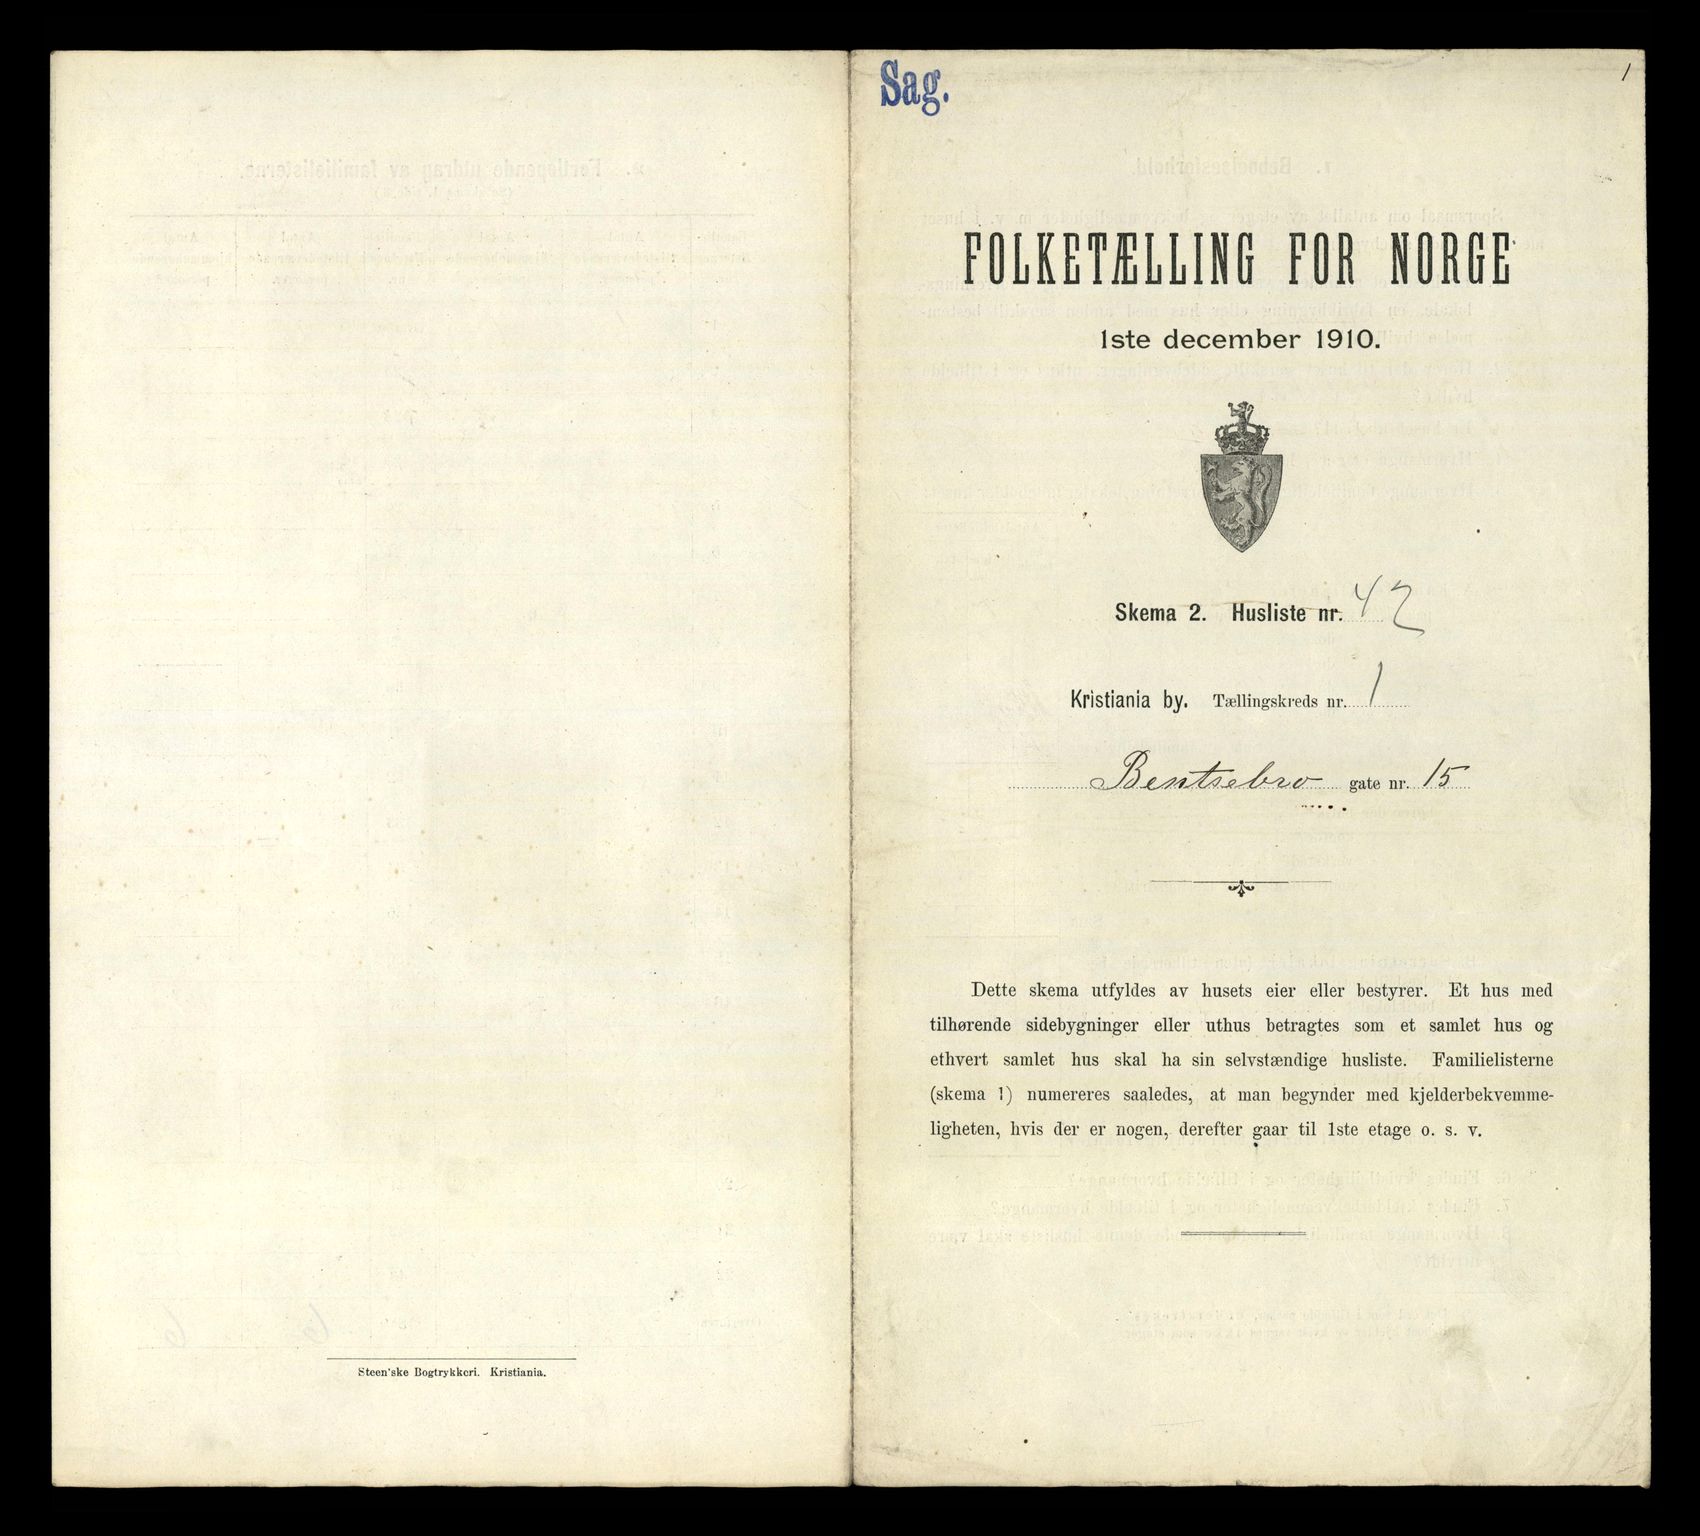 Steen'ske Bogtrykkeri. Kristiania.
Sag.
1
FOLKETÆLLING FOR NORGE
1ste december 1910.
Skema 2. Husliste nr. 42
Kristiania by. Tællingskreds nr. 1
Bentsebro gate nr. 15
Dette skema utfyldes av husets eier eller bestyrer. Et hus med
tilhørende sidebygninger eller uthus betragtes som et samlet hus og
ethvert samlet hus skal ha sin selvstændige husliste. Familielisterne
(skema 1) numereres saaledes, at man begynder med kjelderbekvemme-
ligheten, hvis der er nogen, derefter gaar til 1ste etage o. s. v.